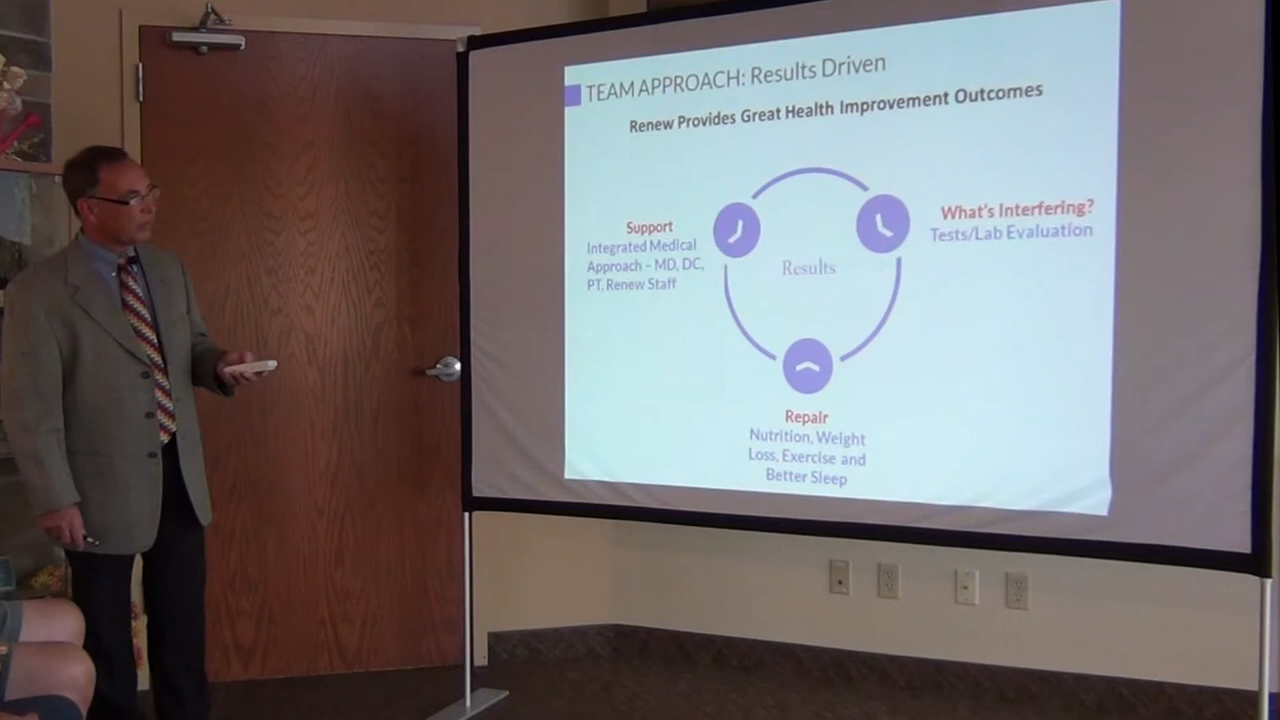 TEAM APPROACH: Results Driven
Renew Provides Great Health Improvement Outcomes
Support
Integrated Medical
Approach - MD, DC,
PT, Renew Staff
What's Interfering?
Tests/Lab Evaluation
Results
Repair
Nutrition, Weight
Loss, Exercise and
Better Sleep